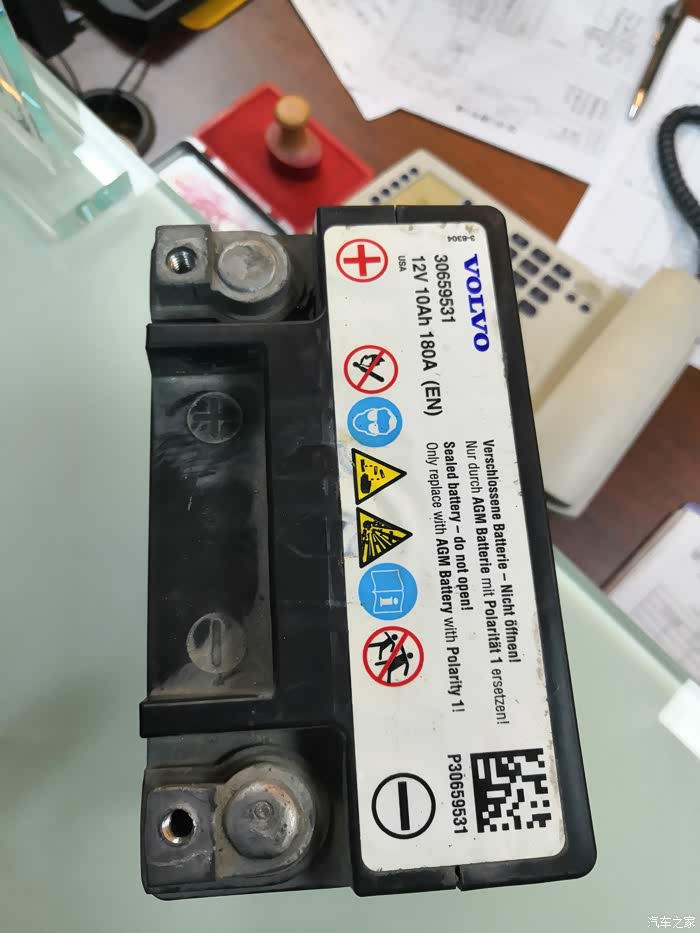 VOLVO
3-6304
30659531
12V 10Ah 180A (EN)
USA
Verschlossene Batterie – Nicht öffnen!
Nur durch AGM Batterie mit Polarität 1 ersetzen!
Sealed battery – do not open!
Only replace with AGM Battery with Polarity 1!
P30659531
汽车之家